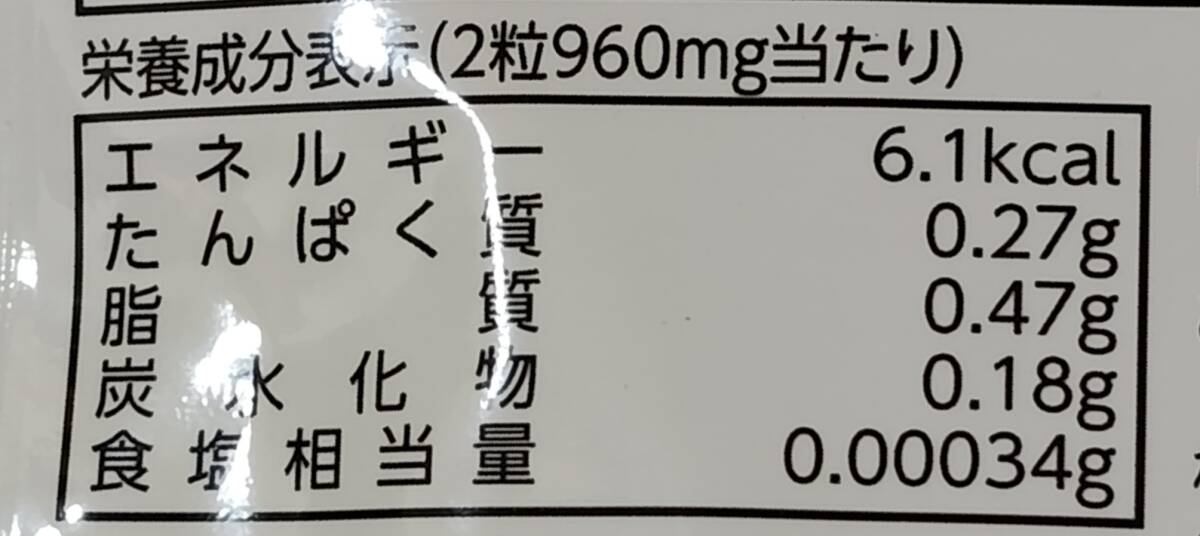 栄養成分表示(2粒960mg当たり)
エネルギー 6.1kcal
たんぱく質 0.27g
脂質 0.47g
炭水化物 0.18g
食塩相当量 0.00034g